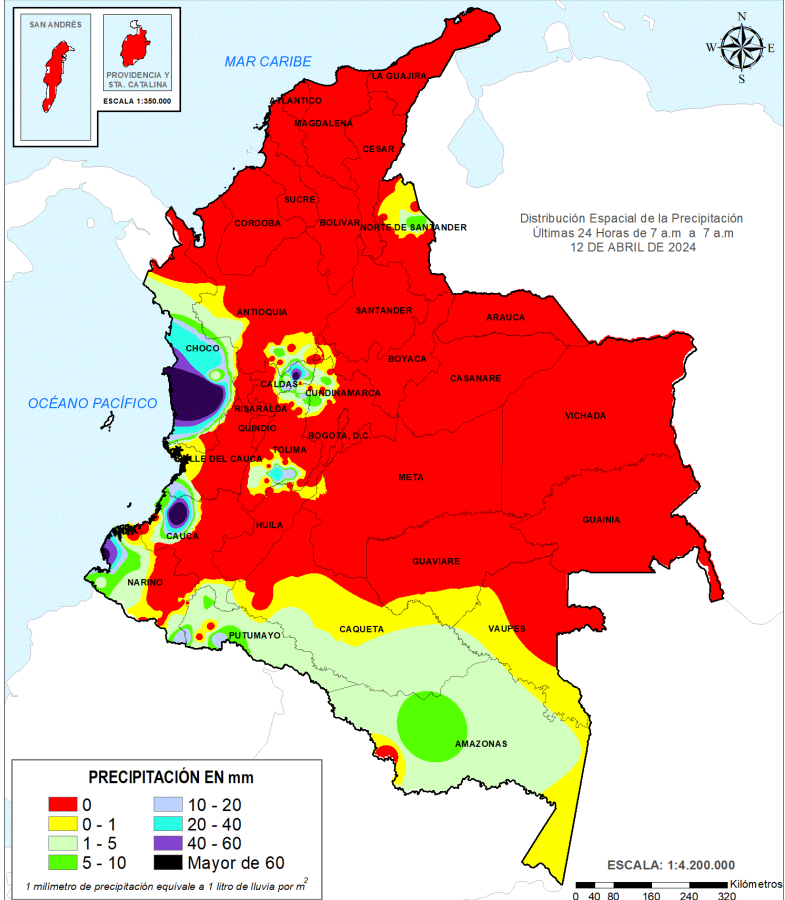 SAN ANDRÉS
PROVIDENCIA Y
STA. CATALINA
ESCALA 1:350.000
MAR CARIBE
N
W
E
S
LA GUAJIRA
ATLANTICO
MAGDALENA
CESAR
SUCRE
CORDOBA
BOLIVAR
NORTE DE SANTANDER
Distribución Espacial de la Precipitación
Últimas 24 Horas de 7 a.m a 7 a.m
12 DE ABRIL DE 2024
ANTIOQUIA
SANTANDER
ARAUCA
CHOCO
BOYACA
CASANARE
CALDAS
CUNDINAMARCA
OCÉANO PACÍFICO
RISARALDA
VICHADA
QUINDIO
BOGOTA, D.C.
TOLIMA
VALLE DEL CAUCA
META
GUAINIA
HUILA
CAUCA
GUAVIARE
NARIÑO
CAQUETA
VAUPES
PUTUMAYO
AMAZONAS
PRECIPITACIÓN EN mm
0
10 - 20
0 - 1
20 - 40
1 - 5
40 - 60
5 - 10
Mayor de 60
1 milímetro de precipitación equivale a 1 litro de lluvia por m2
ESCALA: 1:4.200.000
Kilómetros
0 40 80 160 240 320